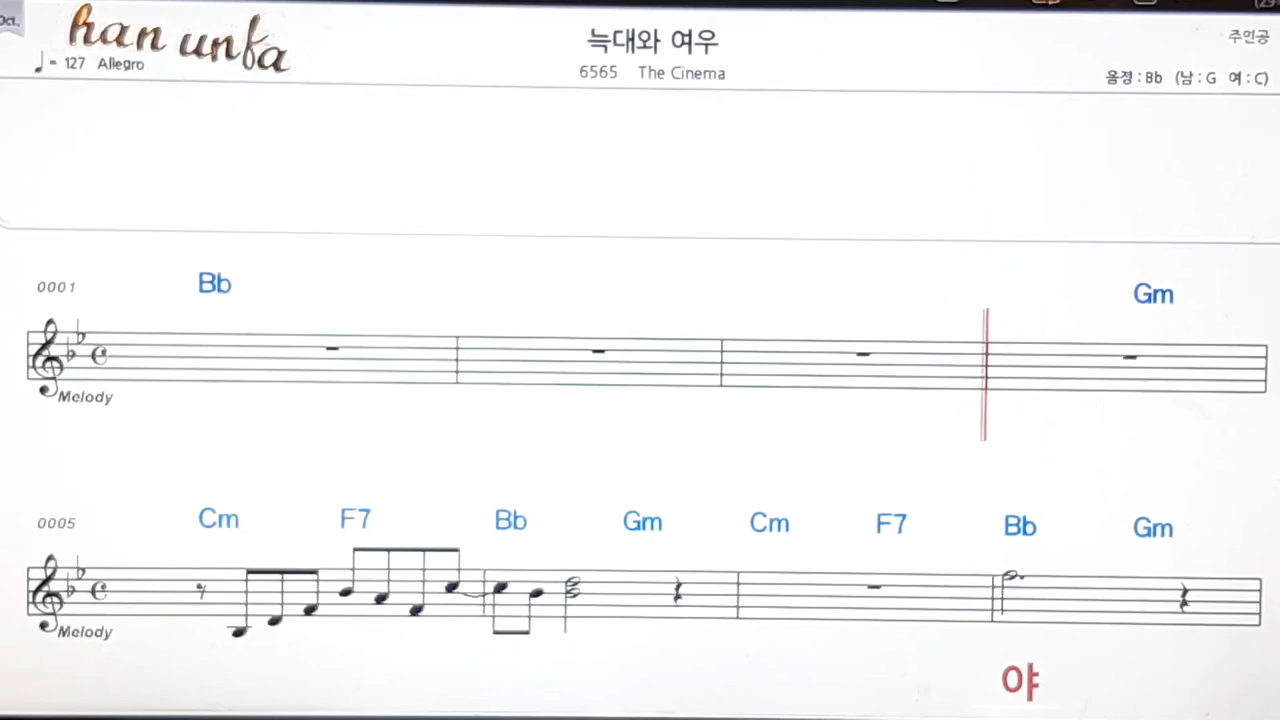 Oct.
han unfa
늑대와 여우
주인공
♩= 127 Allegro
6565 The Cinema
음정 : Bb (남 : G 여 : C)
0001 Bb Gm
Melody
0005 Cm F7 Bb Gm Cm F7 Bb Gm
Melody
야